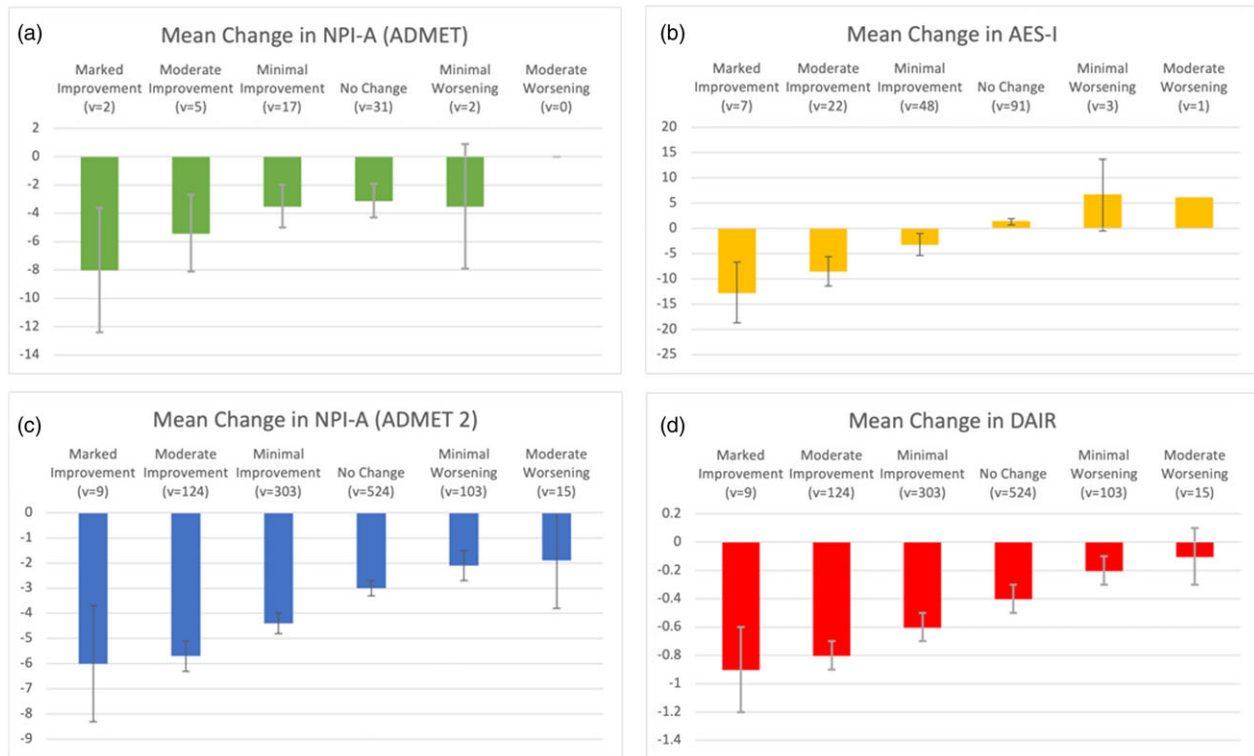 (a)
Mean Change in NPI-A (ADMET)
Marked Moderate Minimal No Change Minimal Moderate
Improvement Improvement Improvement Worsening Worsening
(v=2) (v=5) (v=17) (v=31) (v=2) (v=0)
2
0
-2
-4
-6
-8
-10
-12
-14
(b)
Mean Change in AES-I
Marked Moderate Minimal No Change Minimal Moderate
Improvement Improvement Improvement Worsening Worsening
(v=7) (v=22) (v=48) (v=91) (v=3) (v=1)
20
15
10
5
0
-5
-10
-15
-20
-25
(c)
Mean Change in NPI-A (ADMET 2)
Marked Moderate Minimal No Change Minimal Moderate
Improvement Improvement Improvement Worsening Worsening
(v=9) (v=124) (v=303) (v=524) (v=103) (v=15)
0
-1
-2
-3
-4
-5
-6
-7
-8
-9
(d)
Mean Change in DAIR
Marked Moderate Minimal No Change Minimal Moderate
Improvement Improvement Improvement Worsening Worsening
(v=9) (v=124) (v=303) (v=524) (v=103) (v=15)
0.2
0
-0.2
-0.4
-0.6
-0.8
-1
-1.2
-1.4